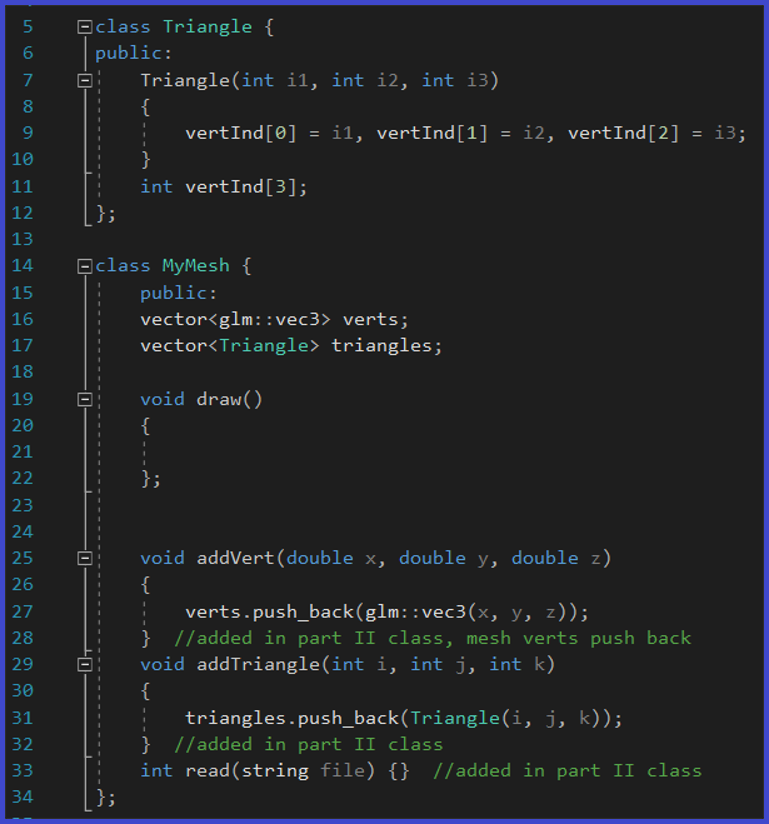 5 class Triangle {
6 public:
7 Triangle(int i1, int i2, int i3)
8 {
9 vertInd[0] = i1, vertInd[1] = i2, vertInd[2] = i3;
10 }
11 int vertInd[3];
12 };
13
14 class MyMesh {
15 public:
16 vector<glm::vec3> verts;
17 vector<Triangle> triangles;
18
19 void draw()
20 {
21
22 };
23
24
25 void addVert(double x, double y, double z)
26 {
27 verts.push_back(glm::vec3(x, y, z));
28 } //added in part II class, mesh verts push back
29 void addTriangle(int i, int j, int k)
30 {
31 triangles.push_back(Triangle(i, j, k));
32 } //added in part II class
33 int read(string file) {} //added in part II class
34 };